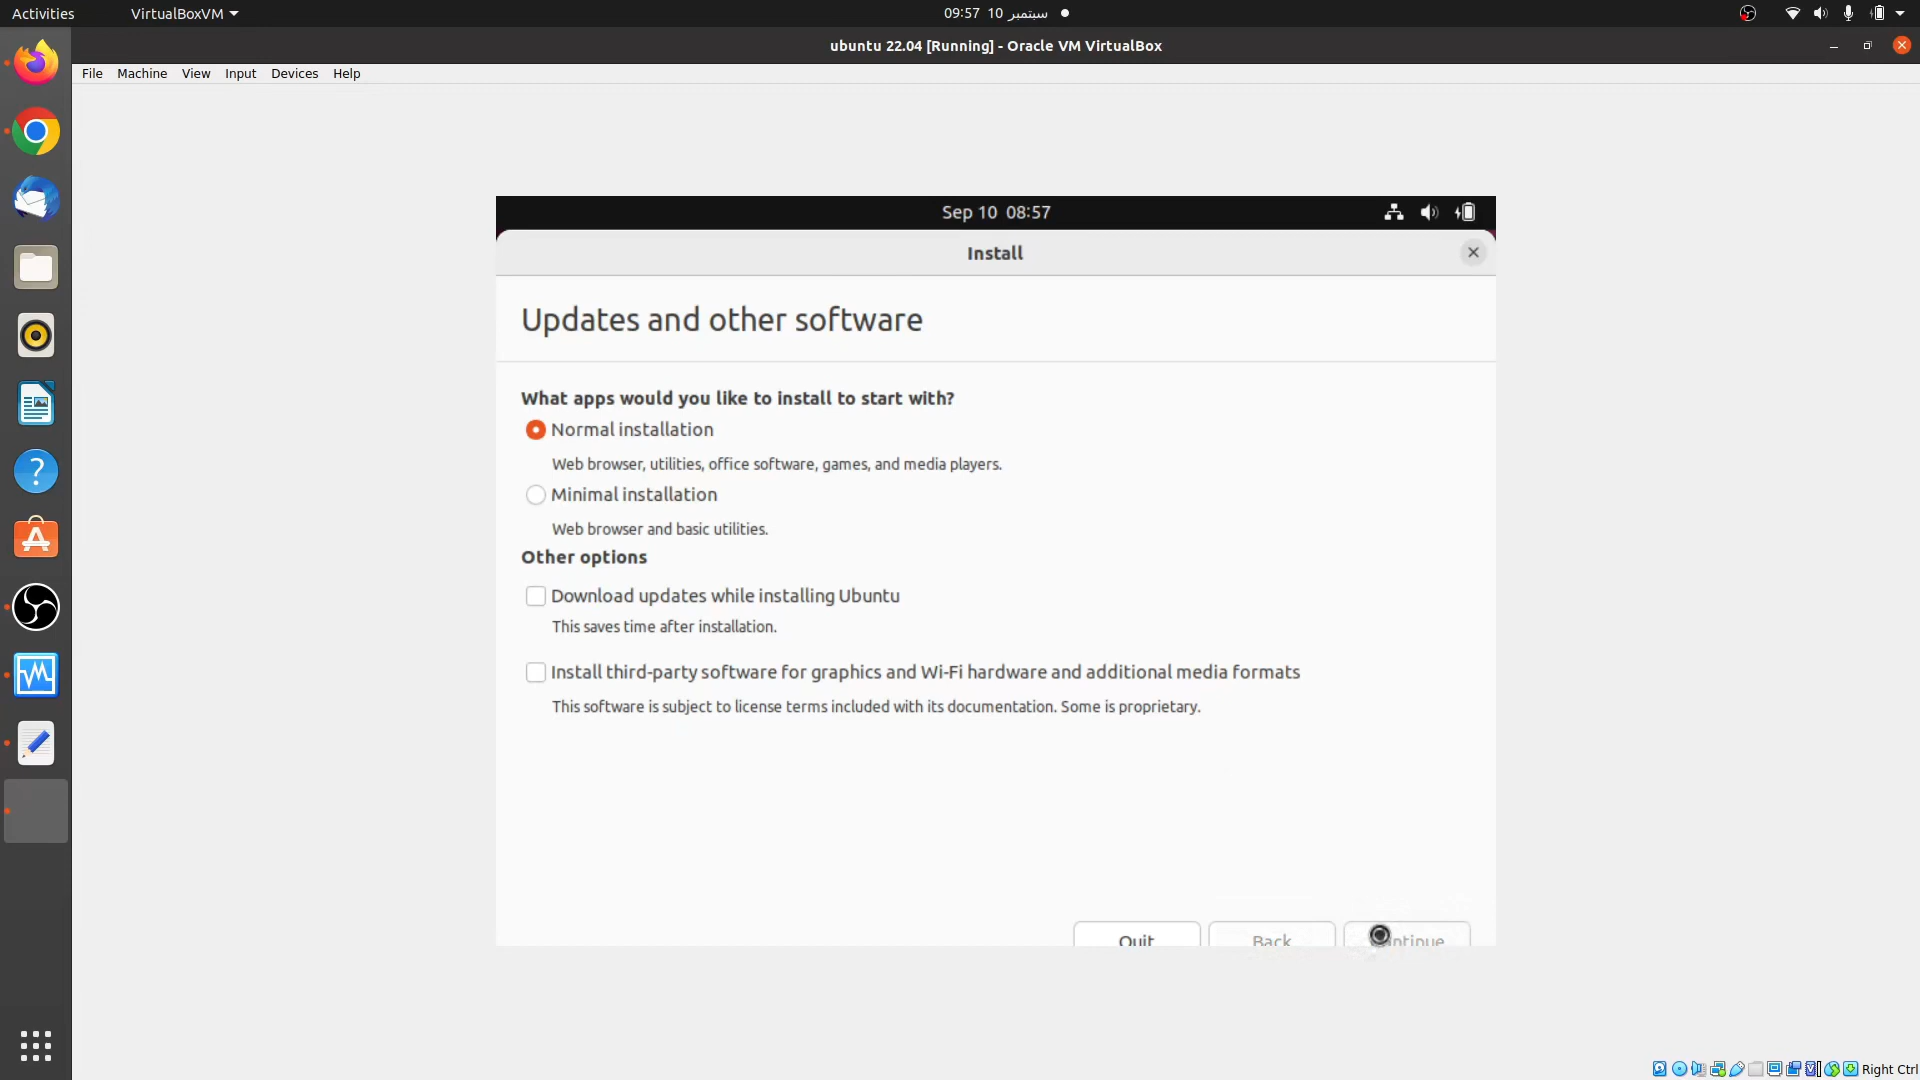 Activities
VirtualBoxVM
09:57 10 سبتمبر
ubuntu 22.04 [Running] - Oracle VM VirtualBox
File Machine View Input Devices Help
Sep 10 08:57
Install
Updates and other software
What apps would you like to install to start with?
Normal installation
Web browser, utilities, office software, games, and media players.
Minimal installation
Web browser and basic utilities.
Other options
Download updates while installing Ubuntu
This saves time after installation.
Install third-party software for graphics and Wi-Fi hardware and additional media formats
This software is subject to license terms included with its documentation. Some is proprietary.
Quit Back
Right Ctrl